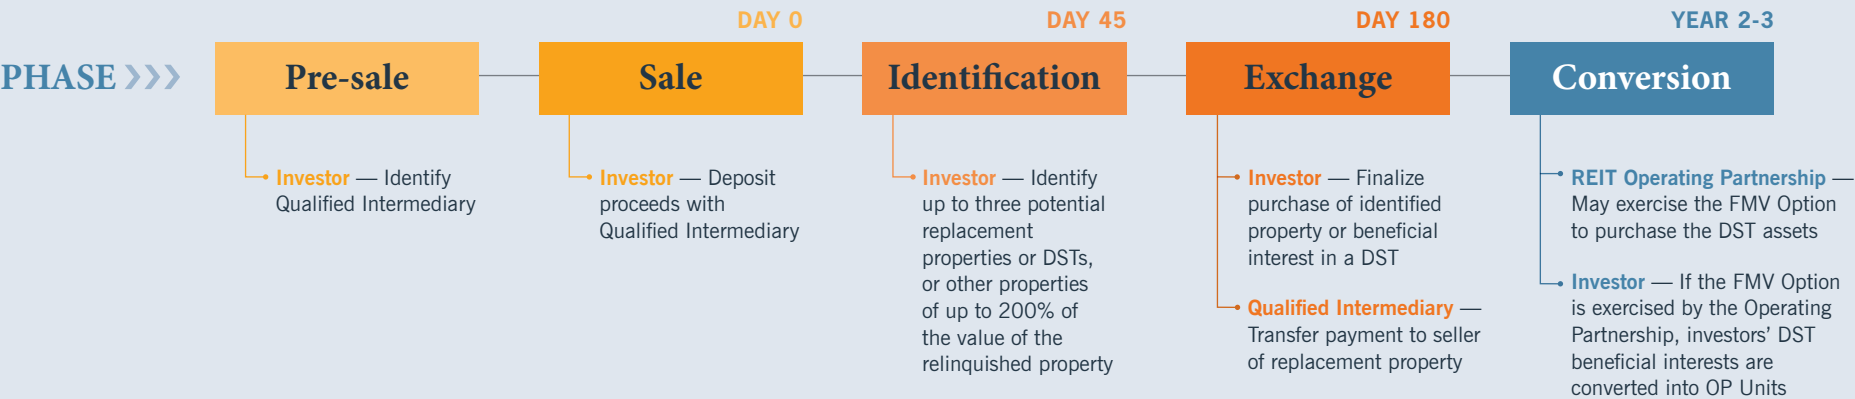 DAY 0
DAY 45
DAY 180
YEAR 2-3
PHASE
Pre-sale
Sale
Identification
Exchange
Conversion
Investor — Identify
Qualified Intermediary
Investor — Deposit
proceeds with
Qualified Intermediary
Investor — Identify
up to three potential
replacement
properties or DSTs,
or other properties
of up to 200% of
the value of the
relinquished property
Investor — Finalize
purchase of identified
property or beneficial
interest in a DST
Qualified Intermediary —
Transfer payment to seller
of replacement property
REIT Operating Partnership —
May exercise the FMV Option
to purchase the DST assets
Investor — If the FMV Option
is exercised by the Operating
Partnership, investors’ DST
beneficial interests are
converted into OP Units